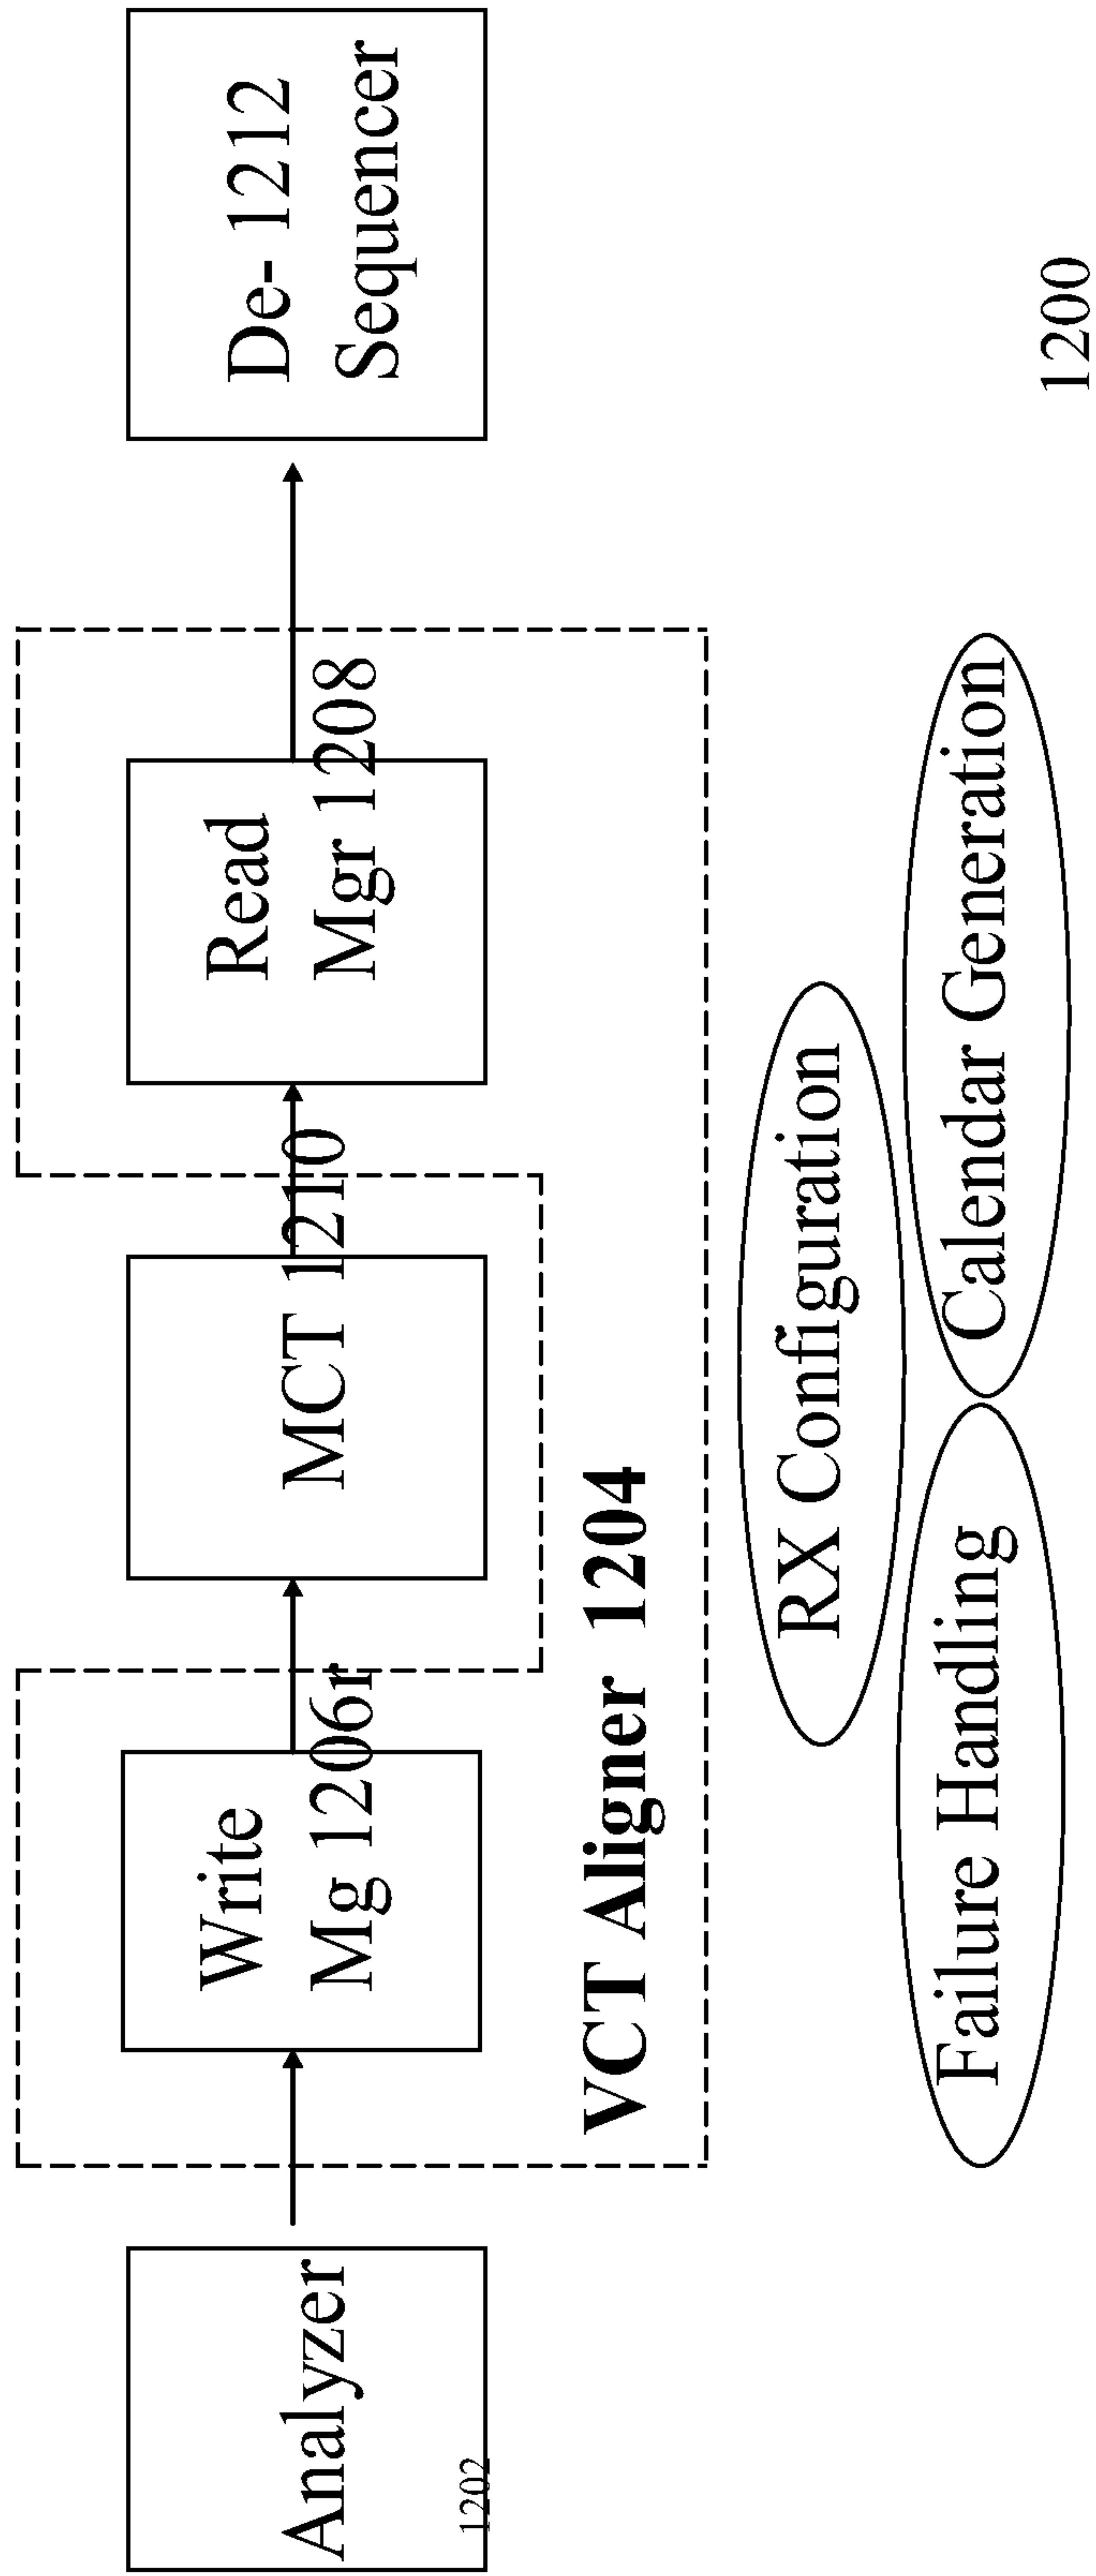 Analyzer
1202
Write
Mg 1206r
MCT 1210
Read
Mgr 1208
De- 1212
Sequencer
VCT Aligner 1204
RX Configuration
Failure Handling
Calendar Generation
1200